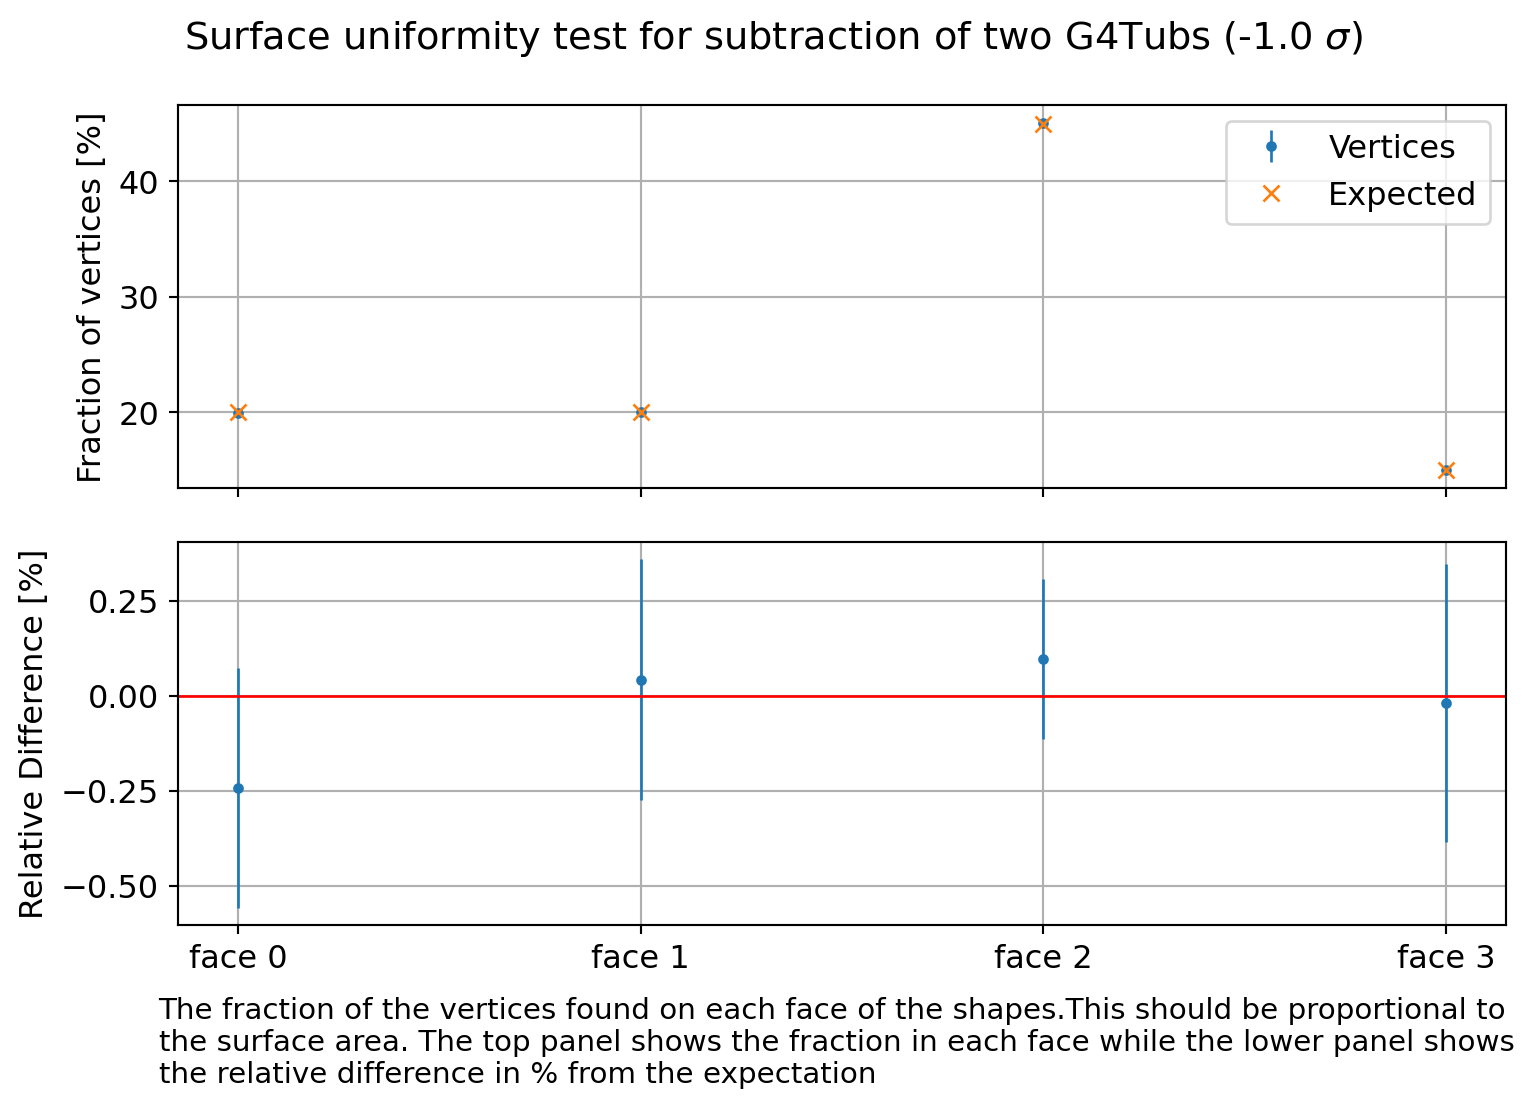 Surface uniformity test for subtraction of two G4Tubs (-1.0 σ)
Fraction of vertices [%]
40
30
20
Vertices
Expected
Relative Difference [%]
0.25
0.00
−0.25
−0.50
face 0
face 1
face 2
face 3
The fraction of the vertices found on each face of the shapes.This should be proportional to
the surface area. The top panel shows the fraction in each face while the lower panel shows
the relative difference in % from the expectation